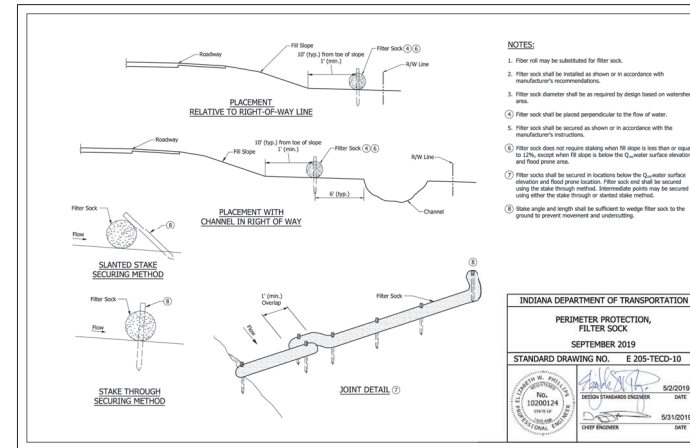 Roadway
Fill Slope
10' (typ.) from toe of slope
1' (min.)
Filter Sock 4 6
R/W Line
PLACEMENT
RELATIVE TO RIGHT-OF-WAY LINE
Roadway
Fill Slope
10' (typ.) from toe of slope
1' (min.)
Filter Sock 4 6
R/W Line
6' (typ.)
Channel
PLACEMENT WITH
CHANNEL IN RIGHT OF WAY
Filter Sock
8
Flow
SLANTED STAKE
SECURING METHOD
Filter Sock
8
Flow
STAKE THROUGH
SECURING METHOD
1' (min.)
Overlap
Flow
Filter Sock
8
JOINT DETAIL 7
NOTES:
1. Fiber roll may be substituted for filter sock.
2. Filter sock shall be installed as shown or in accordance with
manufacturer's recommendations.
3. Filter sock diameter shall be as required by design based on watershe
area.
4 Filter sock shall be placed perpendicular to the flow of water.
5. Filter sock shall be secured as shown or in accordance with the
manufacturer's instructions.
6 Filter sock does not require staking when fill slope is less than or equa
to 12%, except when fill slope is below the Q water surface elevatio
and flood prone area.
7 Filter socks shall be secured in locations below the Q water surface
elevation and flood prone location. Filter sock end shall be secured
using the stake through method. Intermediate points may be secured
using either the stake through or slanted stake method.
8 Stake angle and length shall be sufficient to wedge filter sock to the
ground to prevent movement and undercutting.
INDIANA DEPARTMENT OF TRANSPORTATION
PERIMETER PROTECTION,
FILTER SOCK
SEPTEMBER 2019
STANDARD DRAWING NO. E 205-TECD-10
ELIZABETH W. PHILLIPS
REGISTERED
No.
10200124
STATE OF
INDIANA
PROFESSIONAL ENGINEER
5/2/2019
DESIGN STANDARDS ENGINEER DATE
5/31/2019
CHIEF ENGINEER DATE